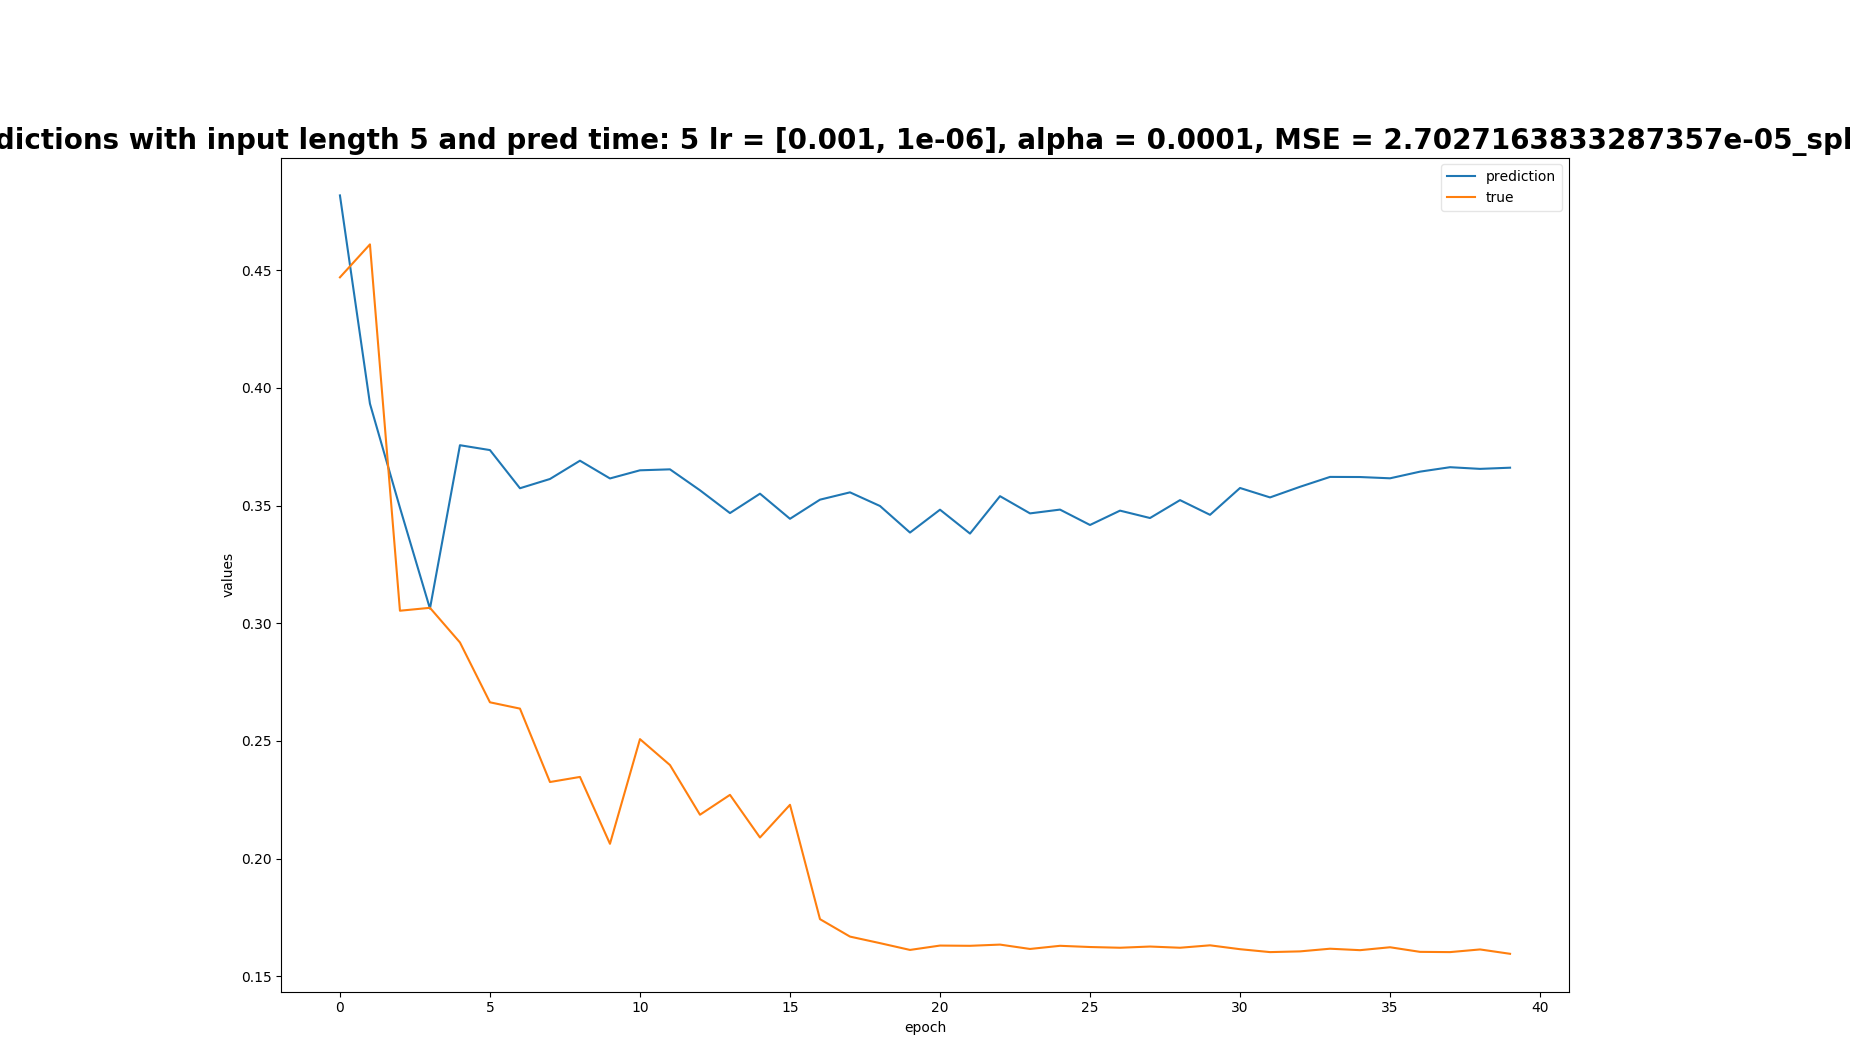 dictions with input length 5 and pred time: 5 lr = [0.001, 1e-06], alpha = 0.0001, MSE = 2.7027163833287357e-05_spl
prediction
true
0.45
0.40
0.35
0.30
0.25
0.20
0.15
values
0 5 10 15 20 25 30 35 40
epoch